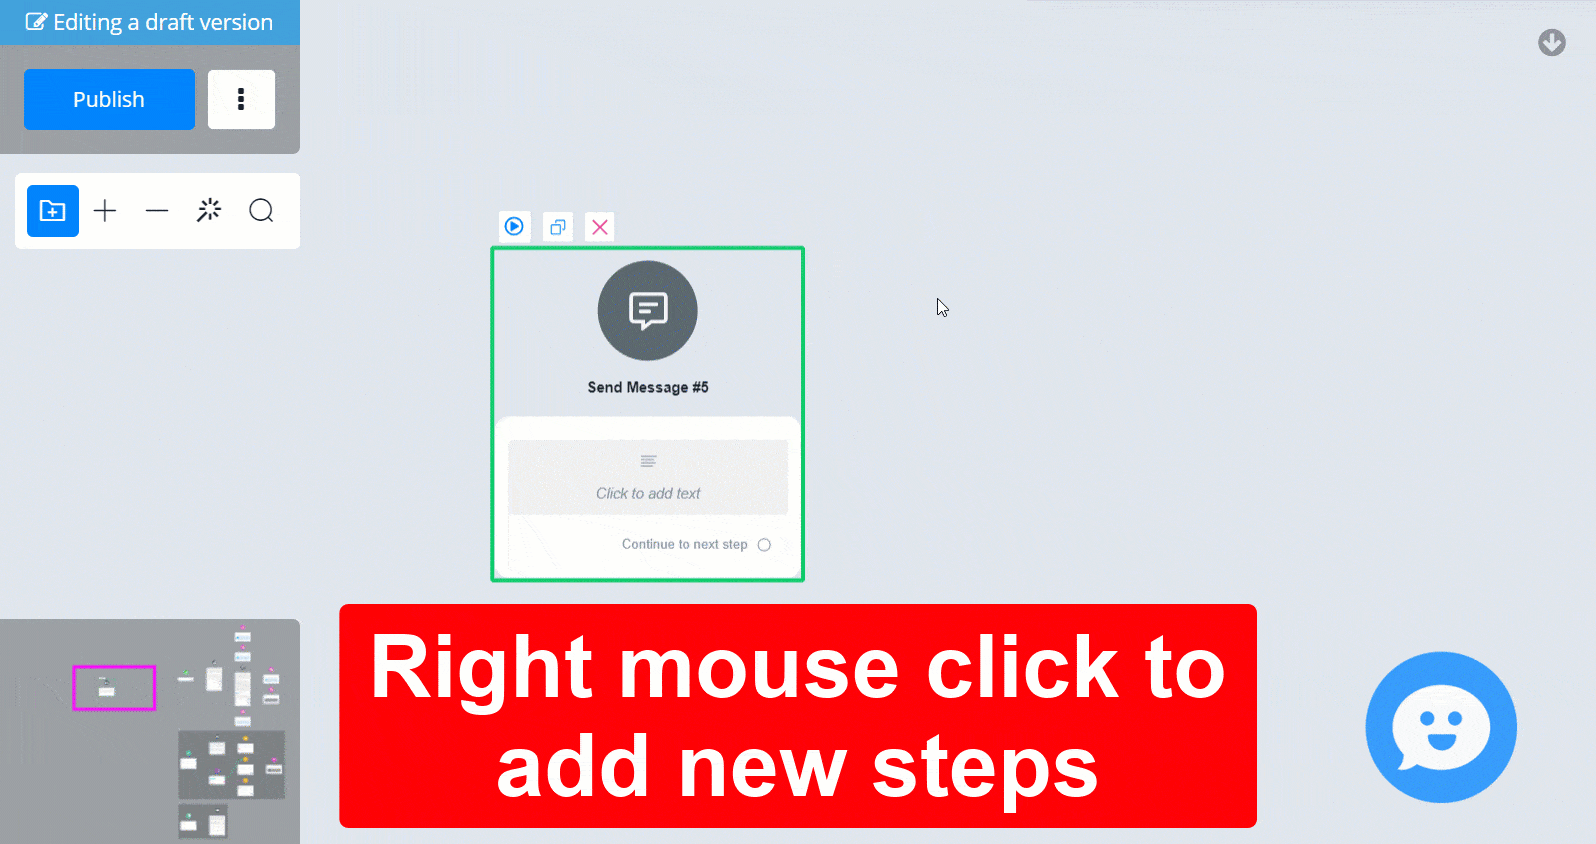 Editing a draft version
Publish
Send Message #5
Click to add text
Continue to next step
Right mouse click to
add new steps